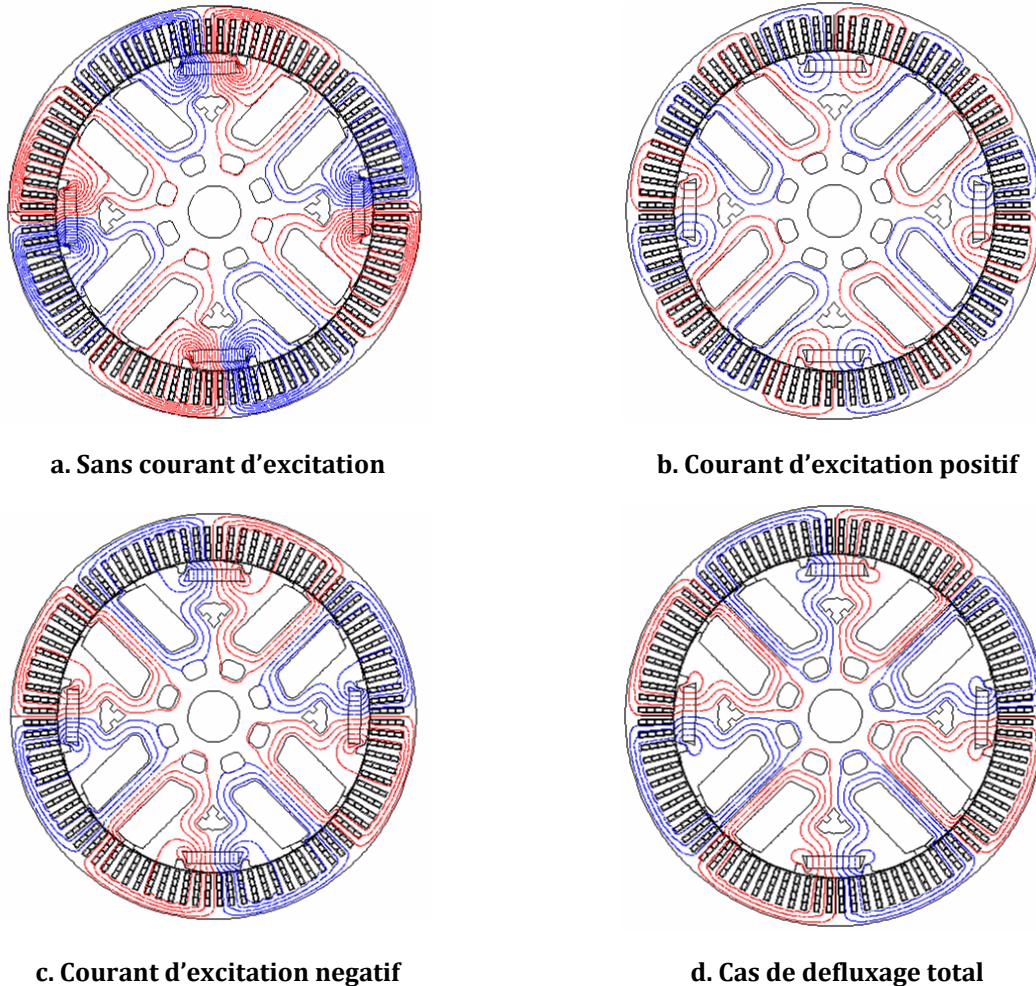 a. Sans courant d’excitation
b. Courant d’excitation positif
c. Courant d’excitation negatif
d. Cas de defluxage total